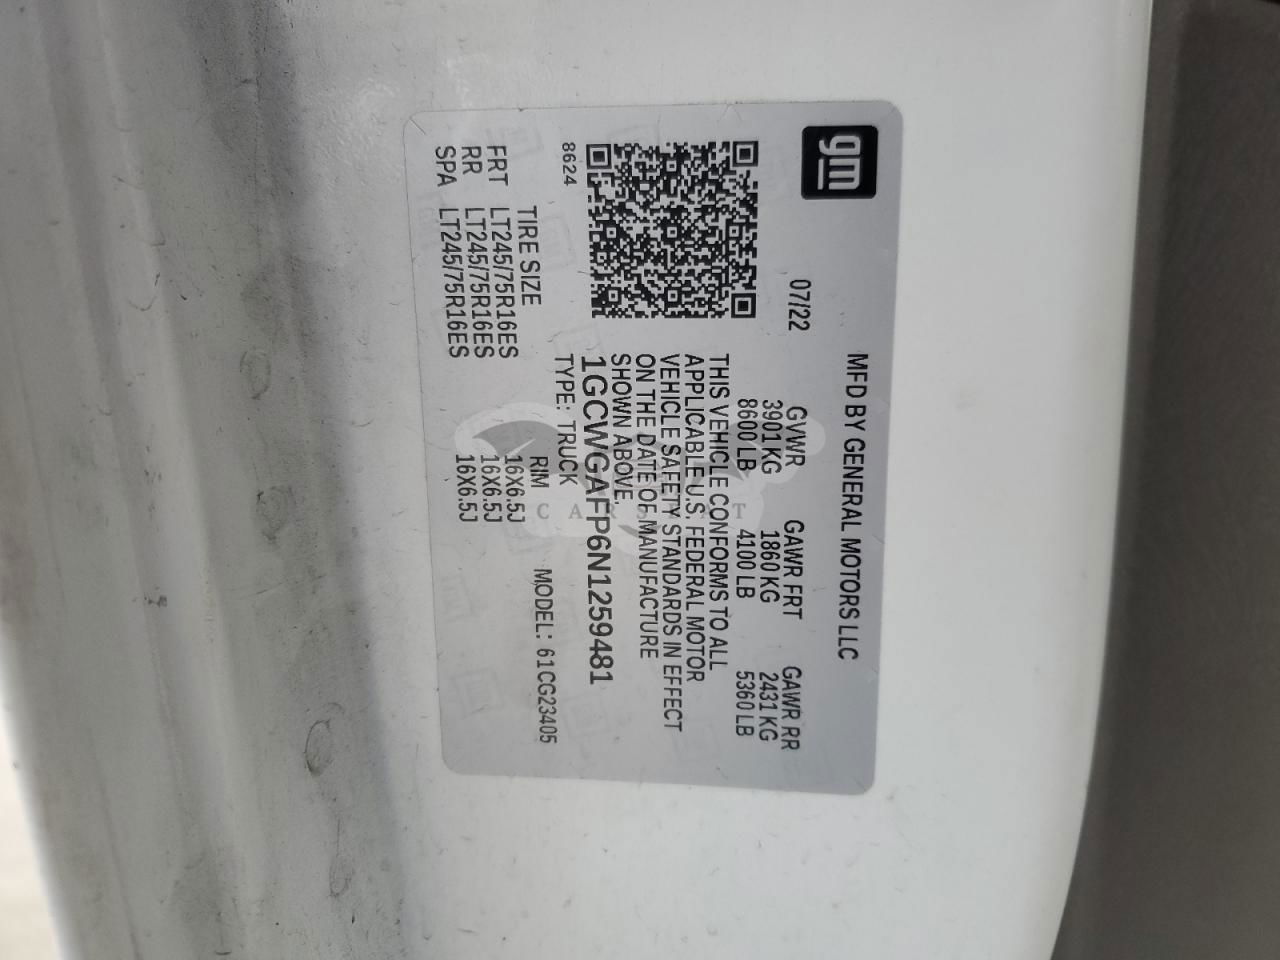 gm
MFD BY GENERAL MOTORS LLC
07/22
GVWR GAWR FRT GAWR RR
3901 KG 1860 KG 2431 KG
8600 LB 4100 LB 5360 LB
THIS VEHICLE CONFORMS TO ALL
APPLICABLE U.S. FEDERAL MOTOR
VEHICLE SAFETY STANDARDS IN EFFECT
ON THE DATE OF MANUFACTURE
SHOWN ABOVE.
1GCWGAFP6N1259481
8624
TYPE: TRUCK
MODEL: 61CG23405
TIRE SIZE RIM
FRT LT245/75R16ES 16X6.5J
RR LT245/75R16ES 16X6.5J
SPA LT245/75R16ES 16X6.5J